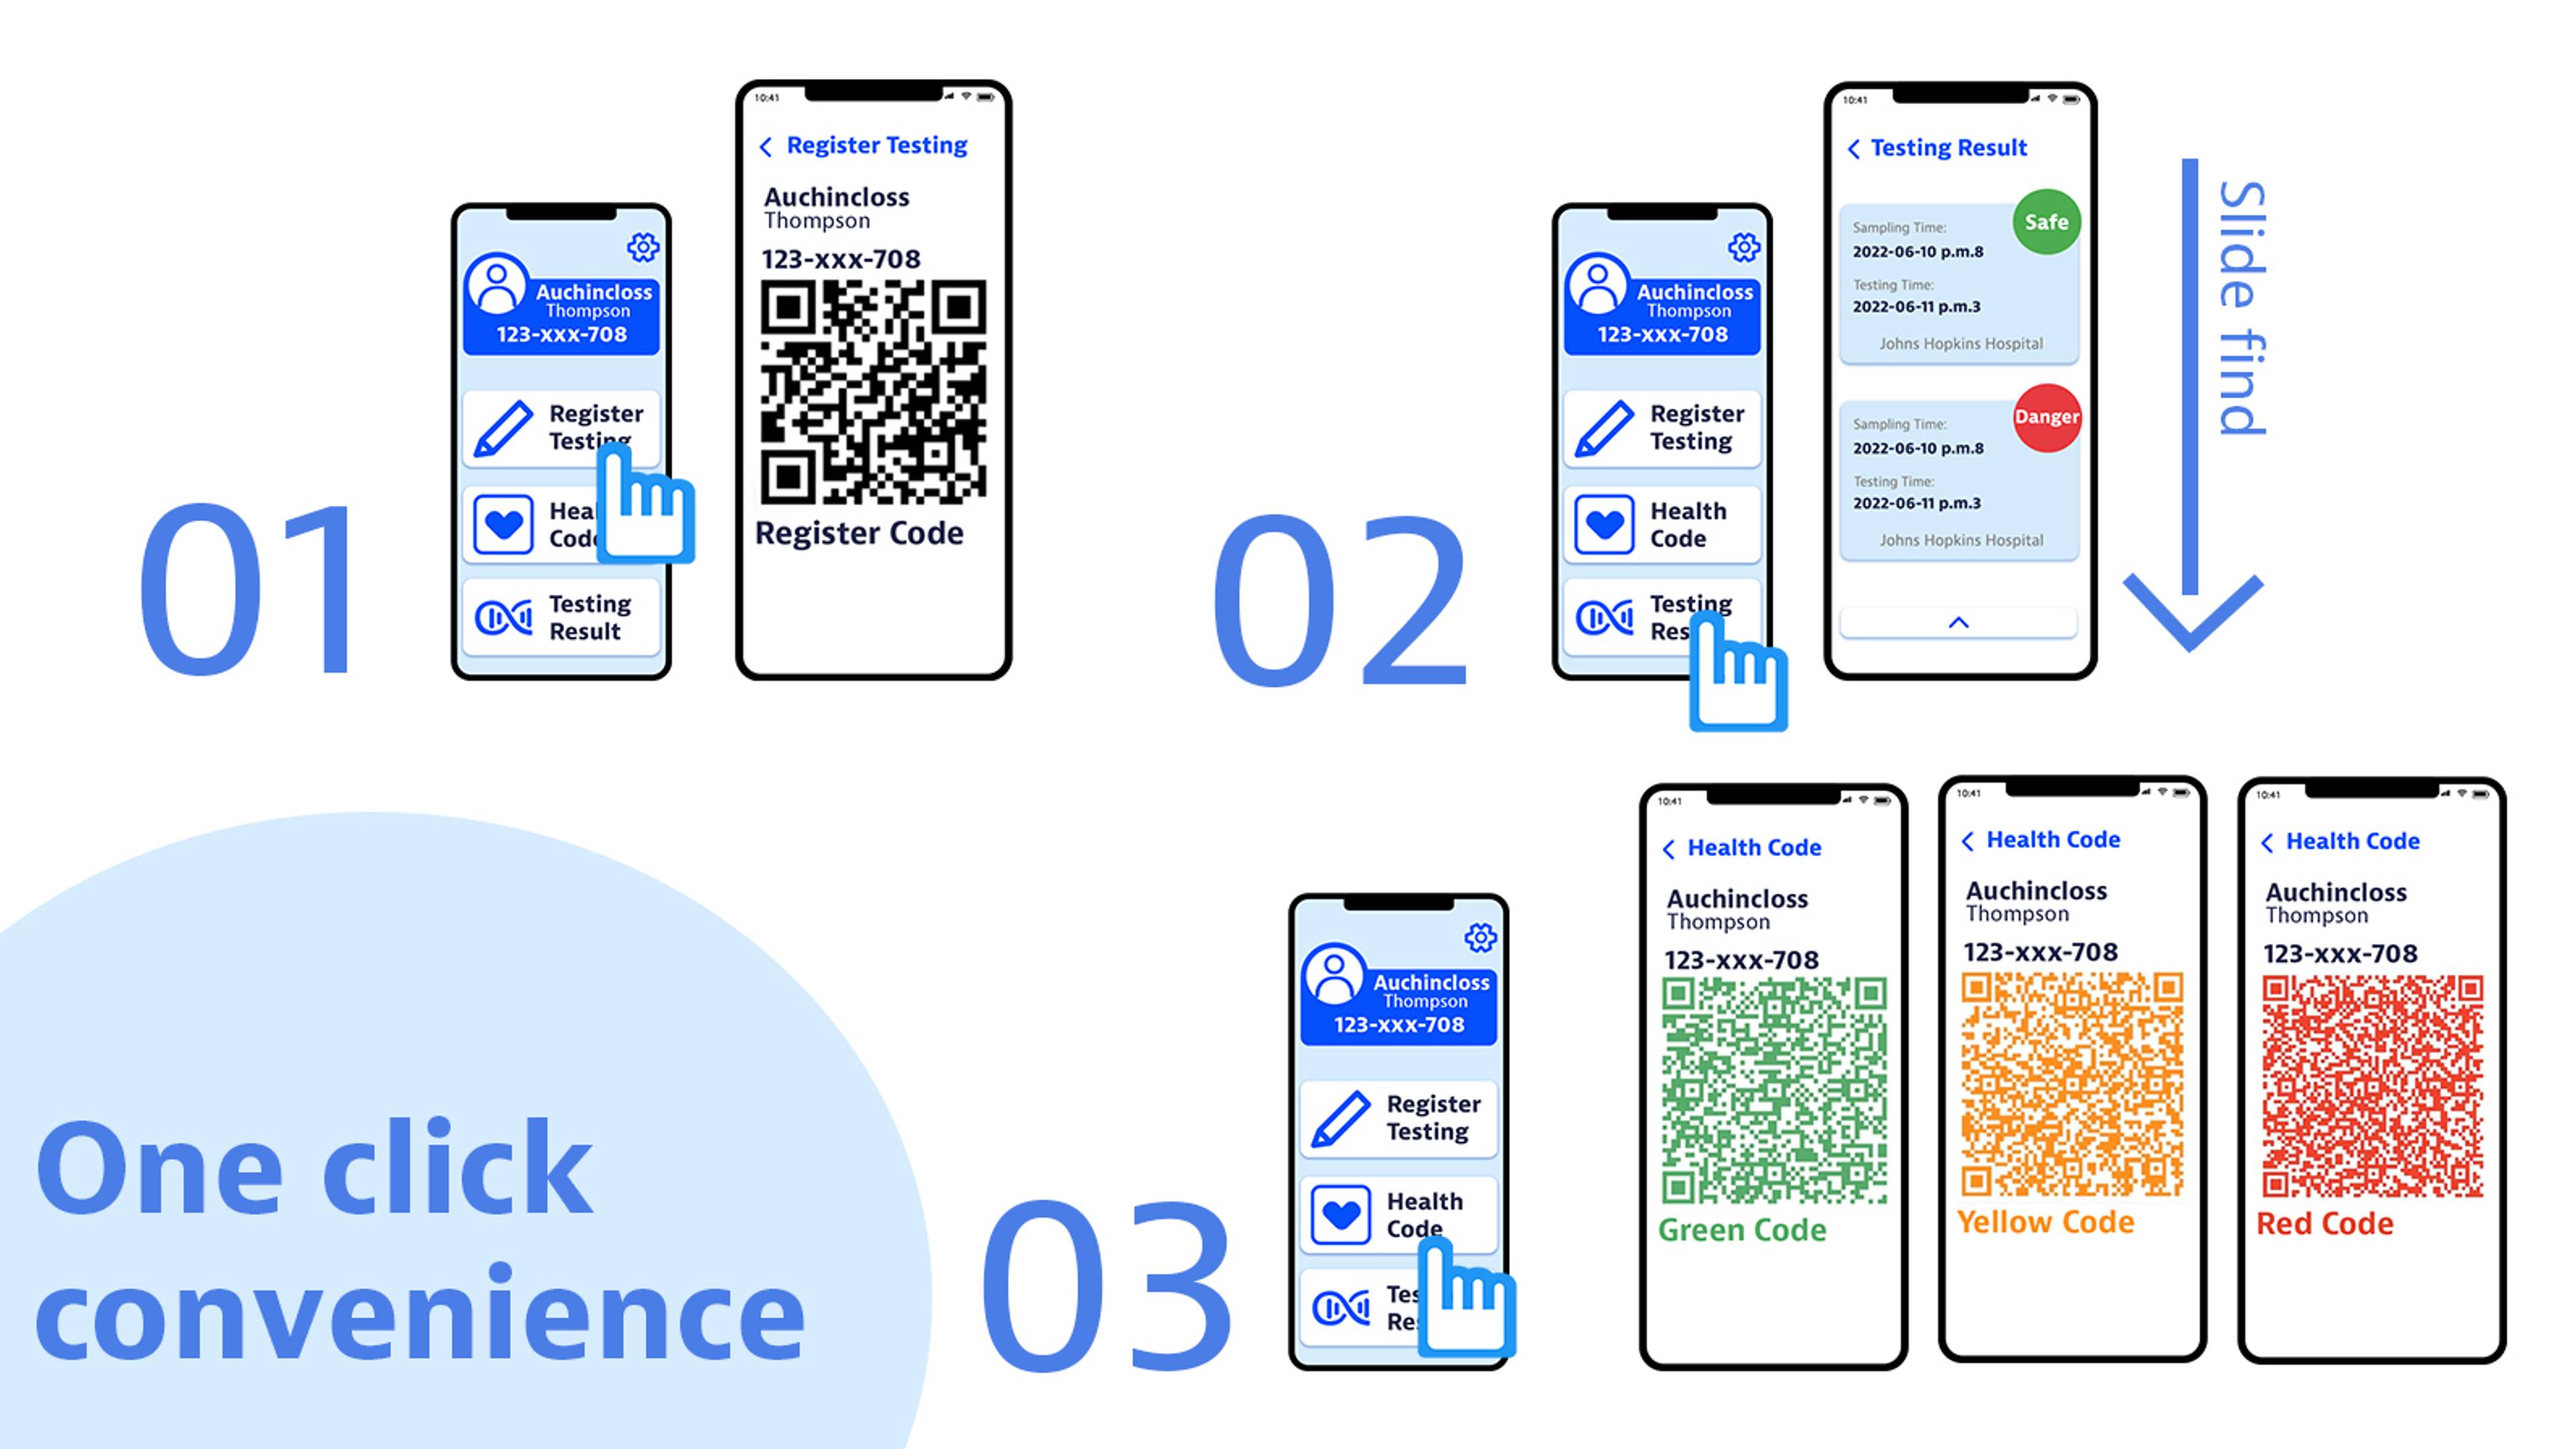 01
Auchincloss
Thompson
123-xxx-708
Register
Testing
Testing
Result
10:41
Register Testing
Auchincloss
Thompson
123-xxx-708
Register Code
02
Auchincloss
Thompson
123-xxx-708
Register
Testing
Health
Code
Testing
10:41
Testing Result
Safe
Sampling Time:
2022-06-10 p.m.8
Testing Time:
2022-06-11 p.m.3
Johns Hopkins Hospital
Danger
Sampling Time:
2022-06-10 p.m.8
Testing Time:
2022-06-11 p.m.3
Johns Hopkins Hospital
Slide find
One click
convenience
03
Auchincloss
Thompson
123-xxx-708
Register
Testing
Health
Code
10:41
Health Code
Auchincloss
Thompson
123-xxx-708
Green Code
10:41
Health Code
Auchincloss
Thompson
123-xxx-708
Yellow Code
10:41
Health Code
Auchincloss
Thompson
123-xxx-708
Red Code